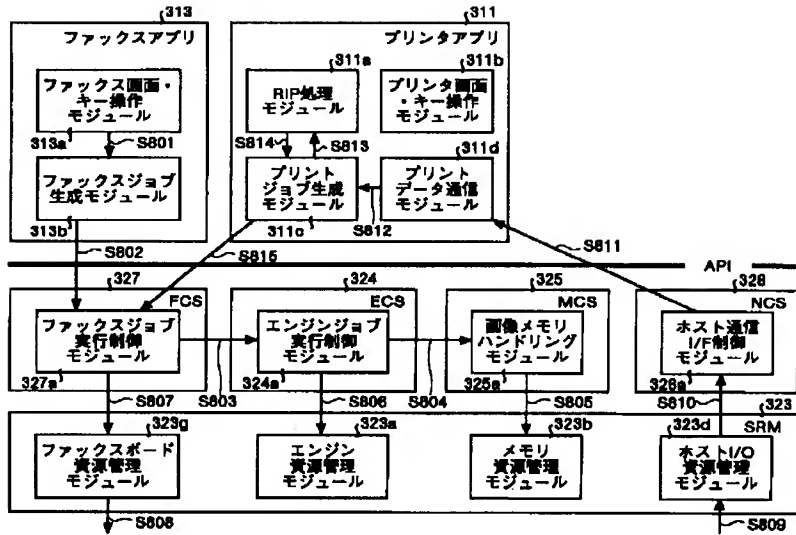 313
ファックスアプリ
ファックス画面・
キー操作
モジュール
313a
S801
ファックスジョブ
生成モジュール
313b
S802
311
プリンタアプリ
311a
RIP処理
モジュール
311b
プリンタ画面
・キー操作
モジュール
S814
S813
311d
プリント
ジョブ生成
モジュール
311c
S812
プリント
データ通信
モジュール
S815
S811
API
327
FCS
ファックスジョブ
実行制御
モジュール
327a
S807
S803
324
ECS
エンジンジョブ
実行制御
モジュール
324a
S806
S804
325
MCS
画像メモリ
ハンドリング
モジュール
325a
S805
328
NCS
ホスト通信
I/F制御
モジュール
328a
S810
323
SRM
323g
ファックスボード
資源管理
モジュール
323a
エンジン
資源管理
モジュール
323b
メモリ
資源管理
モジュール
323d
ホストI/O
資源管理
モジュール
S808
S809